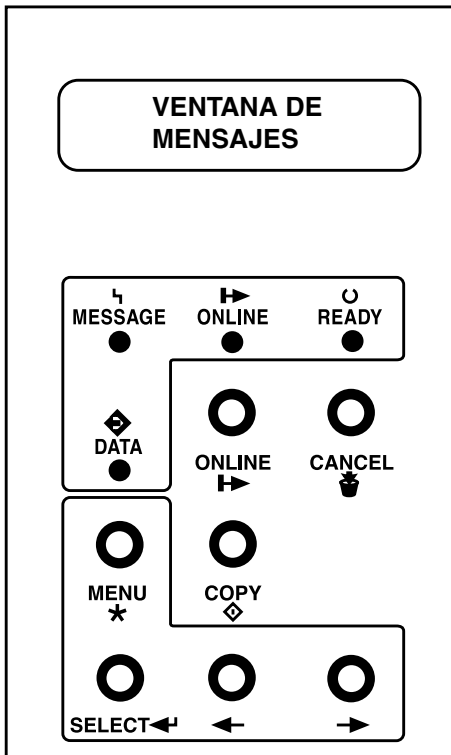 VENTANA DE
MENSAJES
MESSAGE ONLINE READY
DATA
ONLINE CANCEL
MENU COPY
SELECT